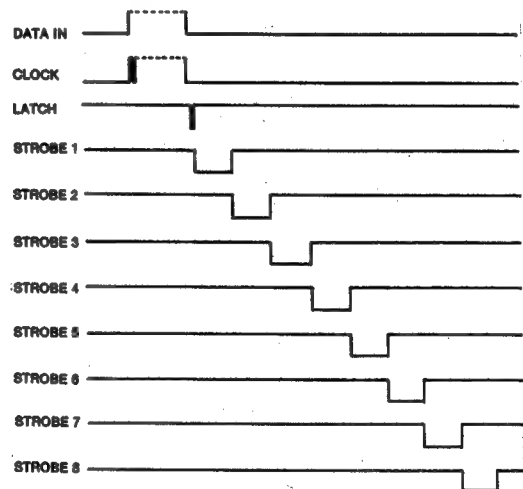 DATA IN
CLOCK
LATCH
STROBE 1
STROBE 2
STROBE 3
STROBE 4
STROBE 5
STROBE 6
STROBE 7
STROBE 8